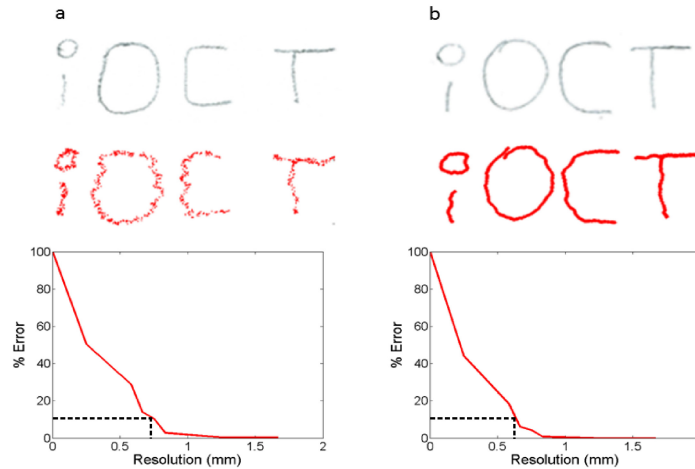 a b
iOCT iOCT
iOCT iOCT
100 100
80 80
60 60
% Error % Error
40 40
20 20
0 0
0 0.5 1 1.5 2 0 0.5 1 1.5
Resolution (mm) Resolution (mm)